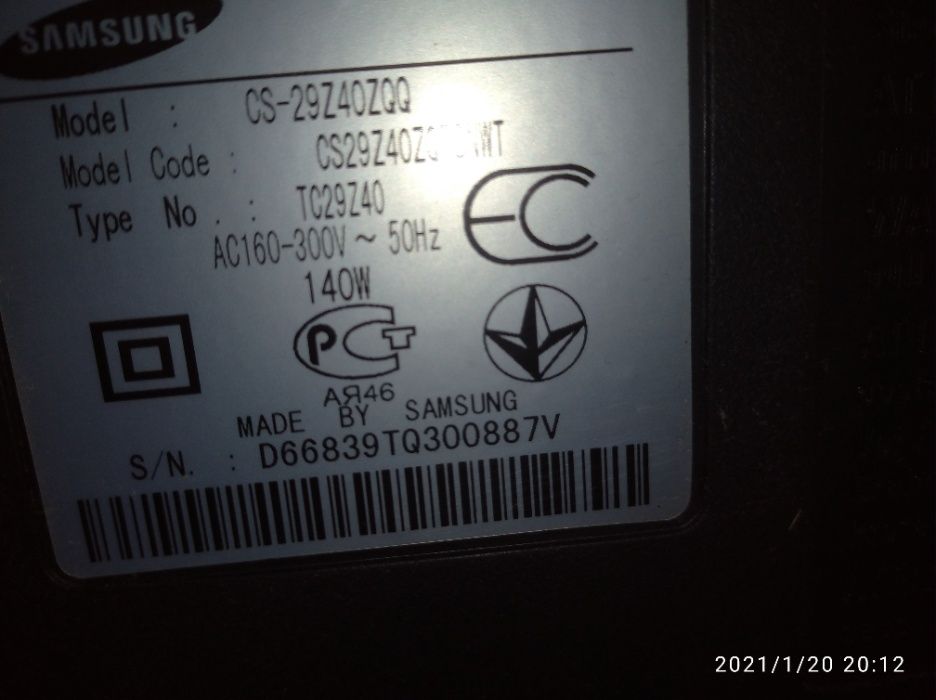 SAMSUNG
Model : CS-29Z40ZQQ
Model Code :
Type No. : TC29Z40
AC160-300V ~ 50Hz
140W
EC
РСТ
АЯ46
MADE BY SAMSUNG
S/N. : D66839TQ300887V
2021/1/20 20:12